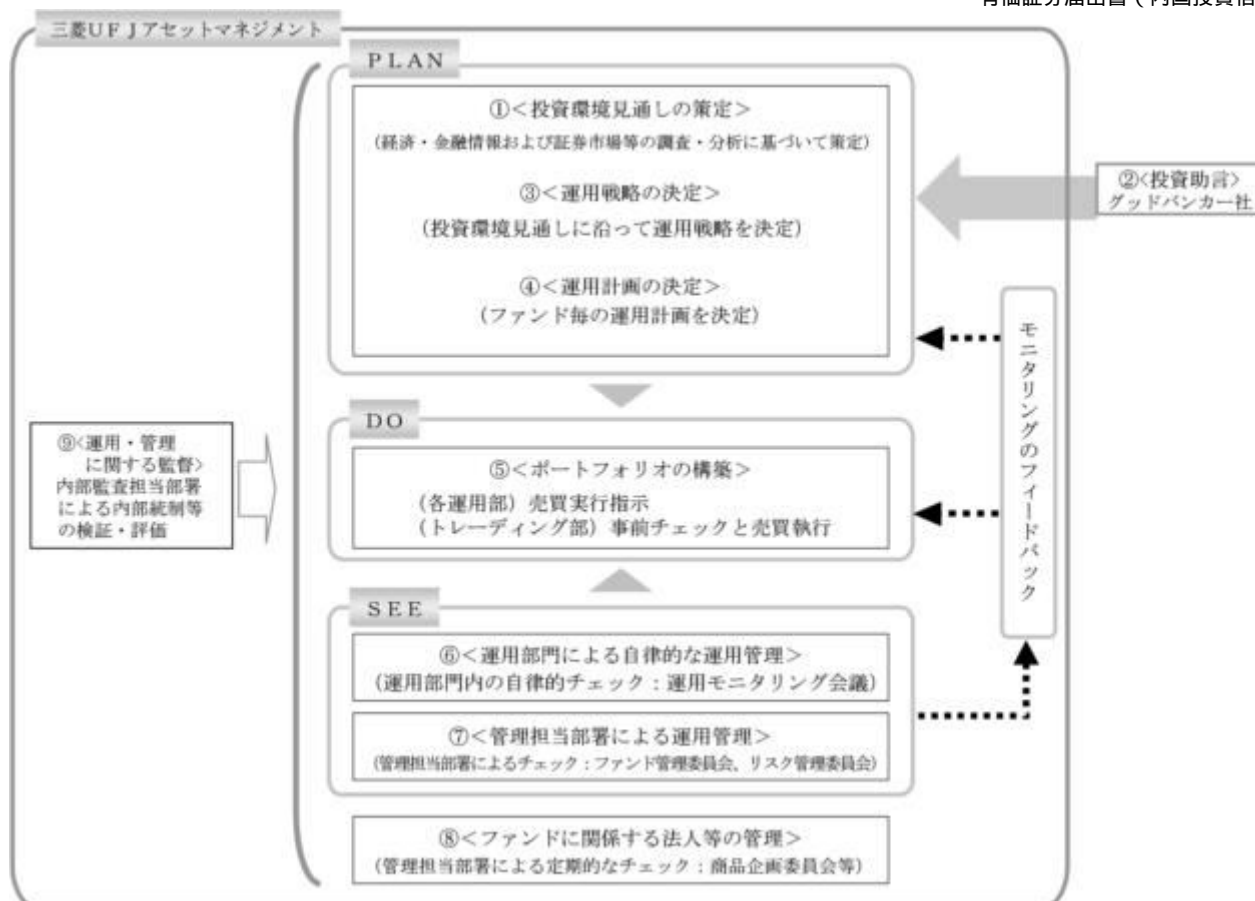 三菱UFJアセットマネジメント
PLAN
①<投資環境見通しの策定>
(経済・金融情報および証券市場等の調査・分析に基づいて策定)
③<運用戦略の決定>
(投資環境見通しに沿って運用戦略を決定)
④<運用計画の決定>
(ファンド毎の運用計画を決定)
②<投資助言>
グッドバンカー社
モニタリングのフィードバック
DO
⑤<ポートフォリオの構築>
(各運用部)売買実行指示
(トレーディング部)事前チェックと売買執行
⑨<運用・管理
に関する監督>
内部監査担当部署
による内部統制等
の検証・評価
SEE
⑥<運用部門による自律的な運用管理>
(運用部門内の自律的チェック:運用モニタリング会議)
⑦<管理担当部署による運用管理>
(管理担当部署によるチェック:ファンド管理委員会、リスク管理委員会)
⑧<ファンドに関係する法人等の管理>
(管理担当部署による定期的なチェック:商品企画委員会等)